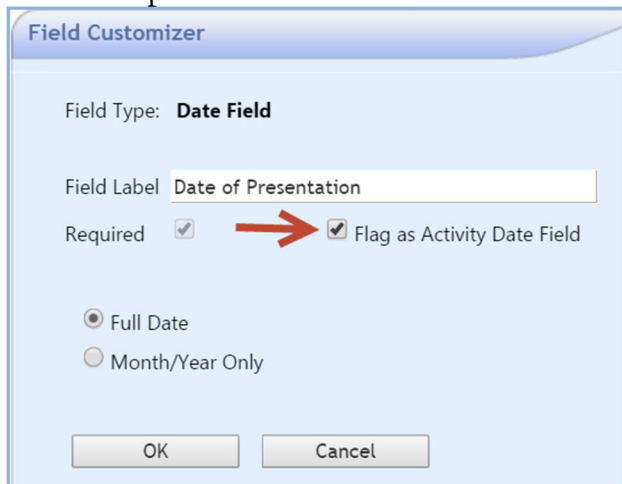 Field Customizer
Field Type: Date Field
Field Label Date of Presentation
Required Flag as Activity Date Field
Full Date
Month/Year Only
OK Cancel